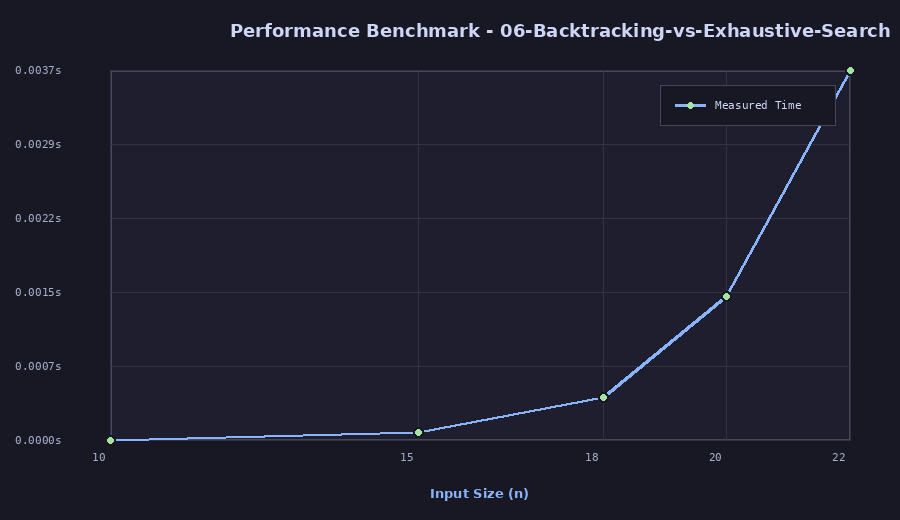 Performance Benchmark - 06-Backtracking-vs-Exhaustive-Search
0.0037s
Measured Time
0.0029s
0.0022s
0.0015s
0.0007s
0.0000s
10 15 18 20 22
Input Size (n)